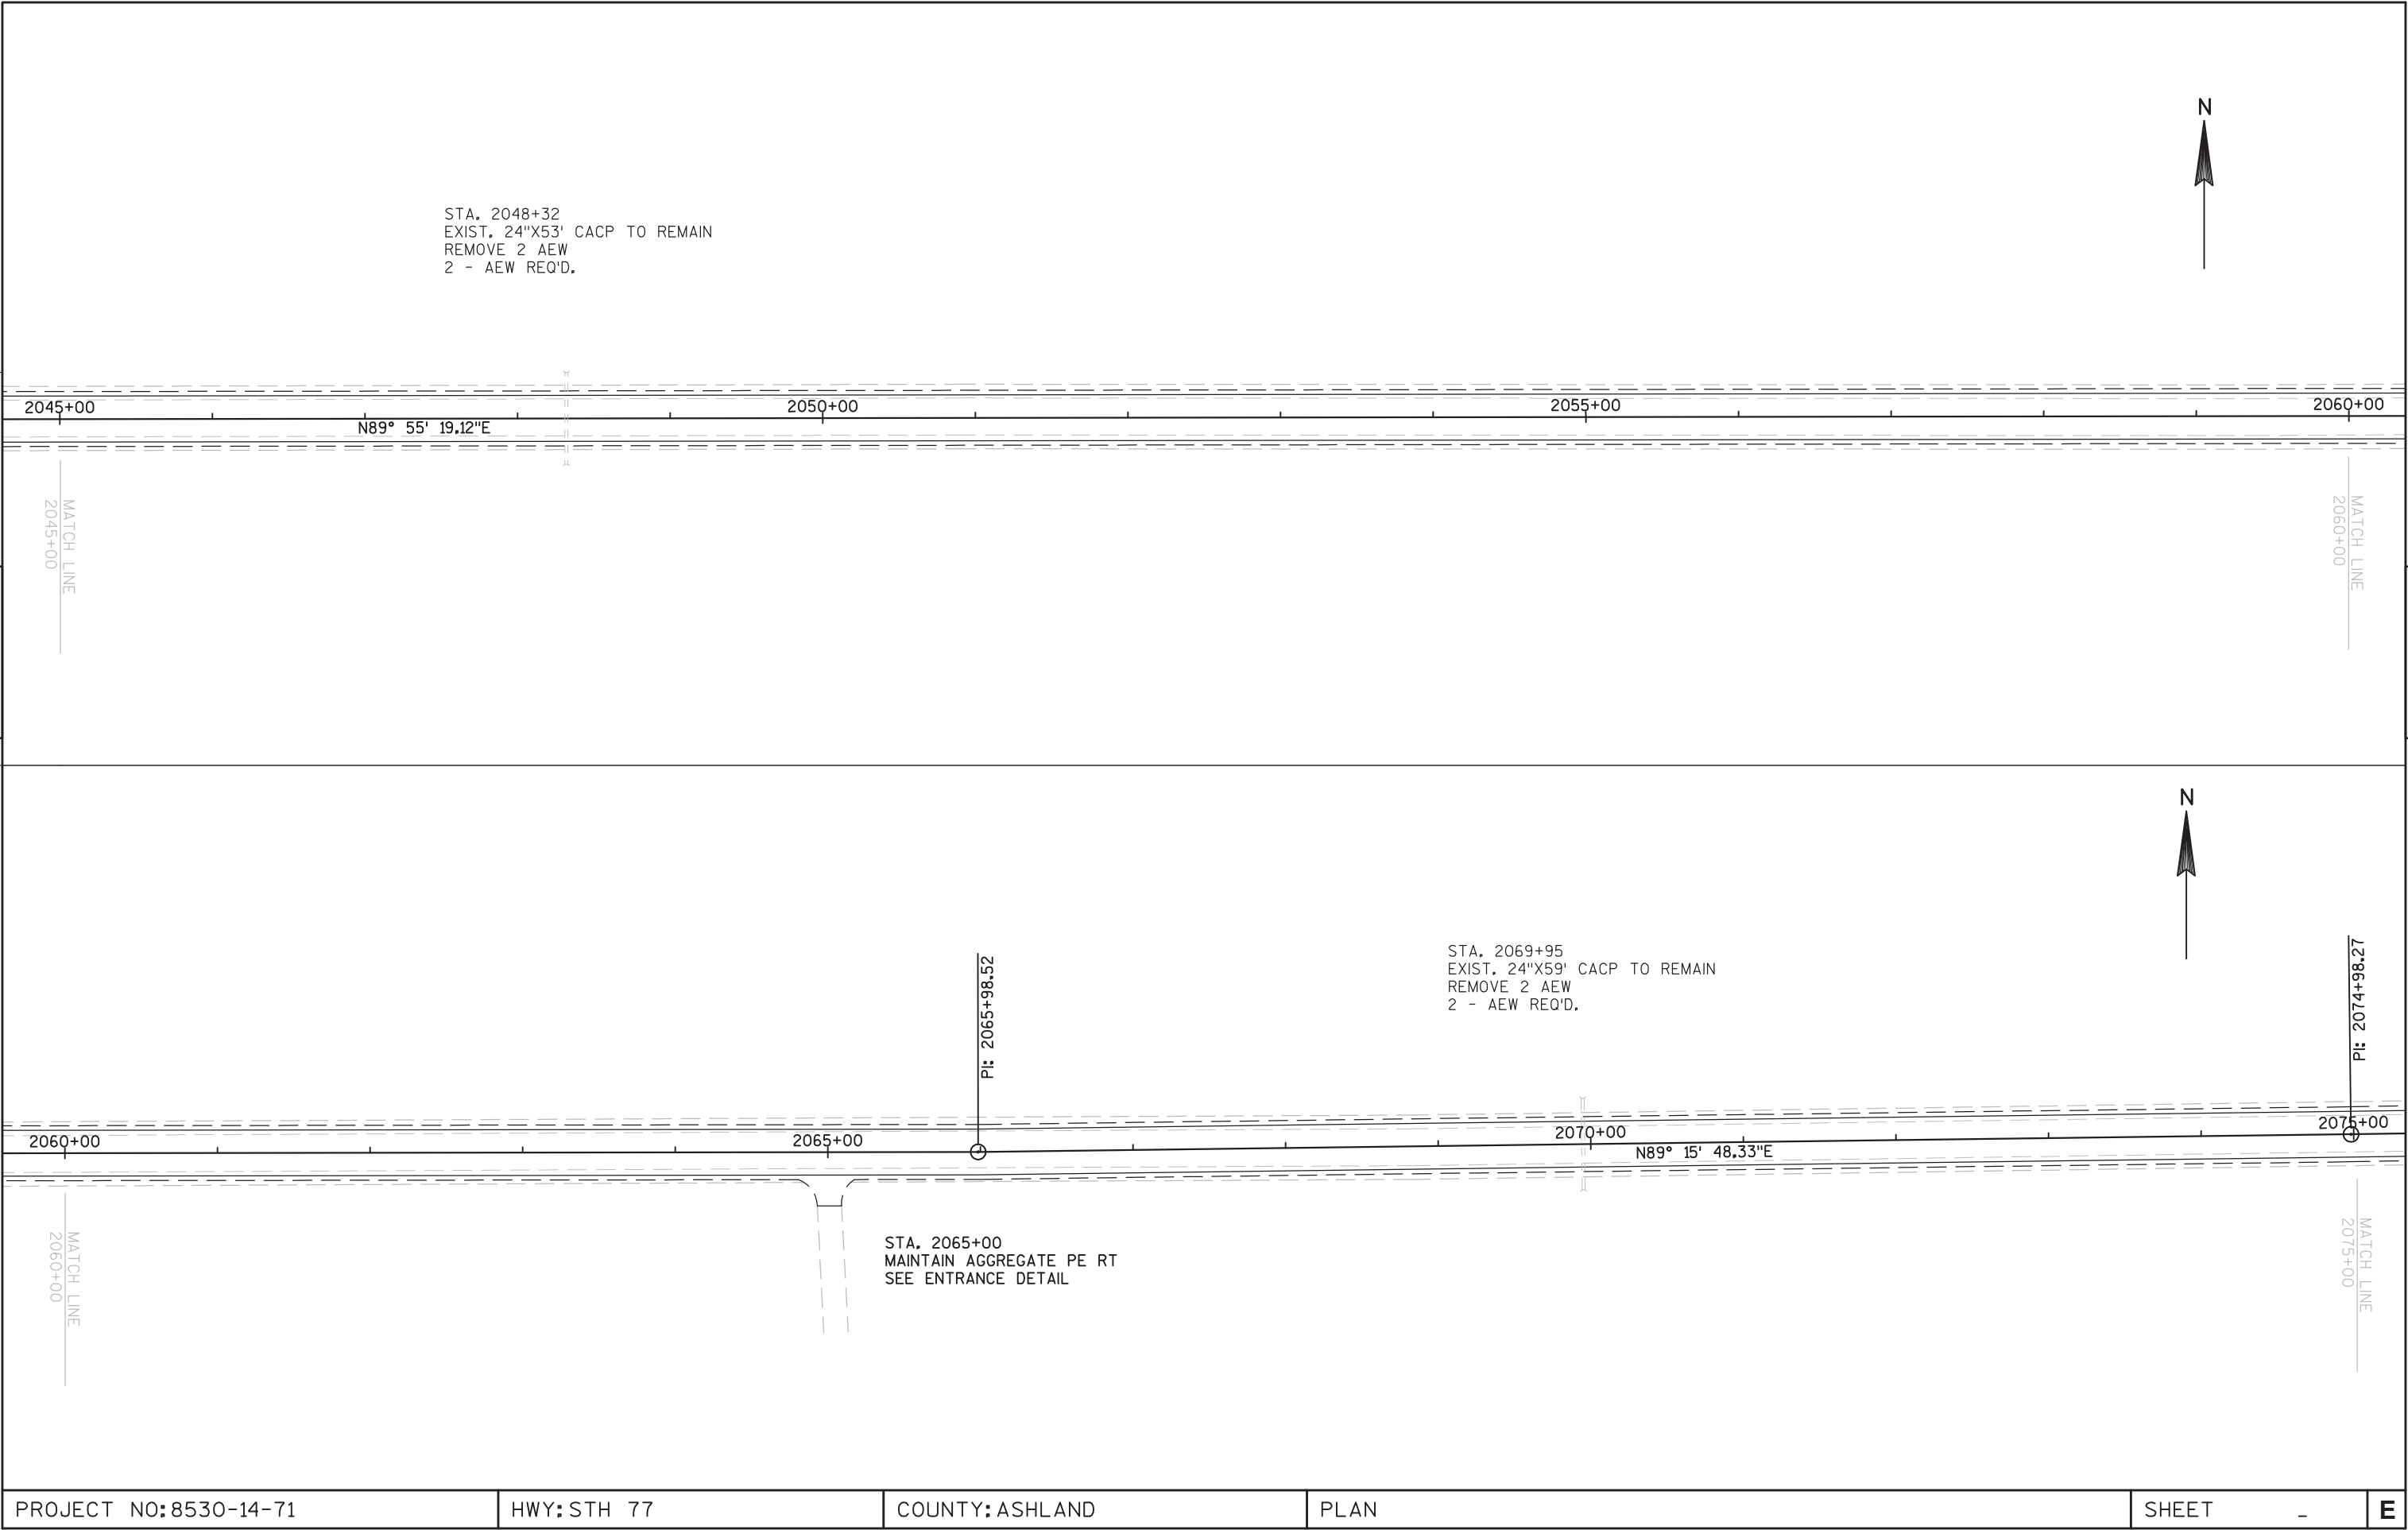 N
STA. 2048+32
EXIST. 24"X53' CACP TO REMAIN
REMOVE 2 AEW
2 - AEW REQ'D.
2045+00
2050+00
2055+00
2060+00
N89° 55' 19.12"E
MATCH LINE
2045+00
MATCH LINE
2060+00
N
STA. 2069+95
EXIST. 24"X59' CACP TO REMAIN
REMOVE 2 AEW
2 - AEW REQ'D.
PI: 2065+98.52
PI: 2074+98.27
2060+00
2065+00
2070+00
2075+00
N89° 15' 48.33"E
MATCH LINE
2060+00
STA. 2065+00
MAINTAIN AGGREGATE PE RT
SEE ENTRANCE DETAIL
MATCH LINE
2075+00
PROJECT NO: 8530-14-71
HWY: STH 77
COUNTY: ASHLAND
PLAN
SHEET _
E